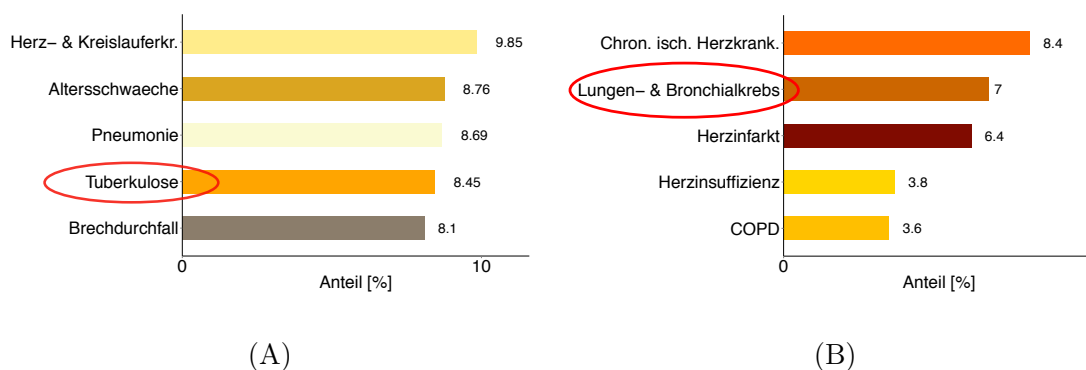 Herz– & Kreislauferkr.
9.85
Altersschwaeche
8.76
Pneumonie
8.69
Tuberkulose
8.45
Brechdurchfall
8.1
0
10
Anteil [%]
(A)
Chron. isch. Herzkrank.
8.4
Lungen– & Bronchialkrebs
7
Herzinfarkt
6.4
Herzinsuffizienz
3.8
COPD
3.6
0
Anteil [%]
(B)